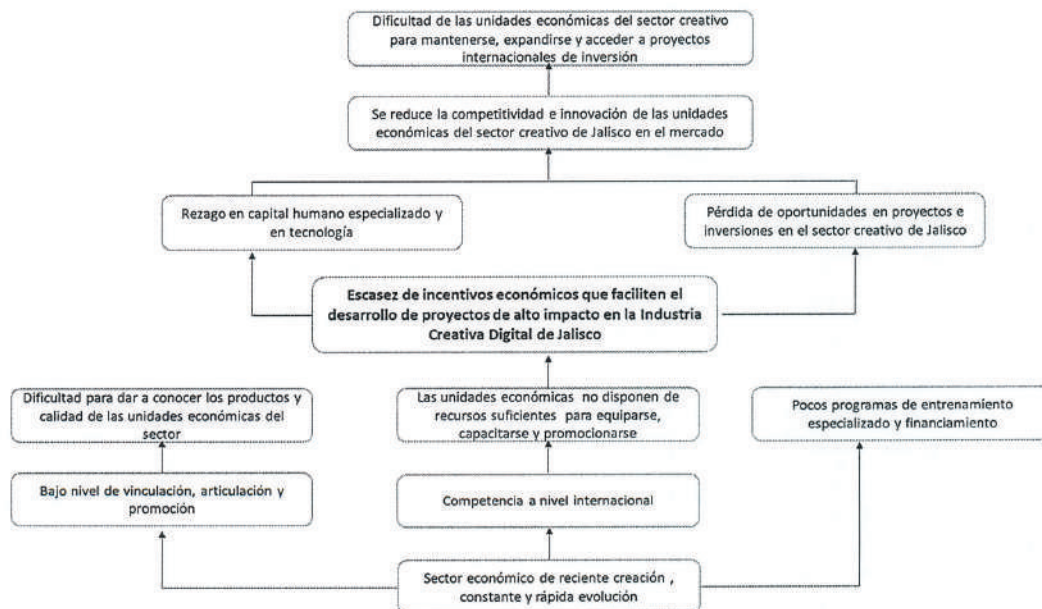 Dificultad de las unidades económicas del sector creativo
para mantenerse, expandirse y acceder a proyectos
internacionales de inversión
Se reduce la competitividad e innovación de las unidades
económicas del sector creativo de Jalisco en el mercado
Rezago en capital humano especializado y
en tecnología
Pérdida de oportunidades en proyectos e
inversiones en el sector creativo de Jalisco
Escasez de incentivos económicos que faciliten el
desarrollo de proyectos de alto impacto en la Industria
Creativa Digital de Jalisco
Dificultad para dar a conocer los productos y
calidad de las unidades económicas del
sector
Las unidades económicas no disponen de
recursos suficientes para equiparse,
capacitarse y promocionarse
Pocos programas de entrenamiento
especializado y financiamiento
Bajo nivel de vinculación, articulación y
promoción
Competencia a nivel internacional
Sector económico de reciente creación ,
constante y rápida evolución